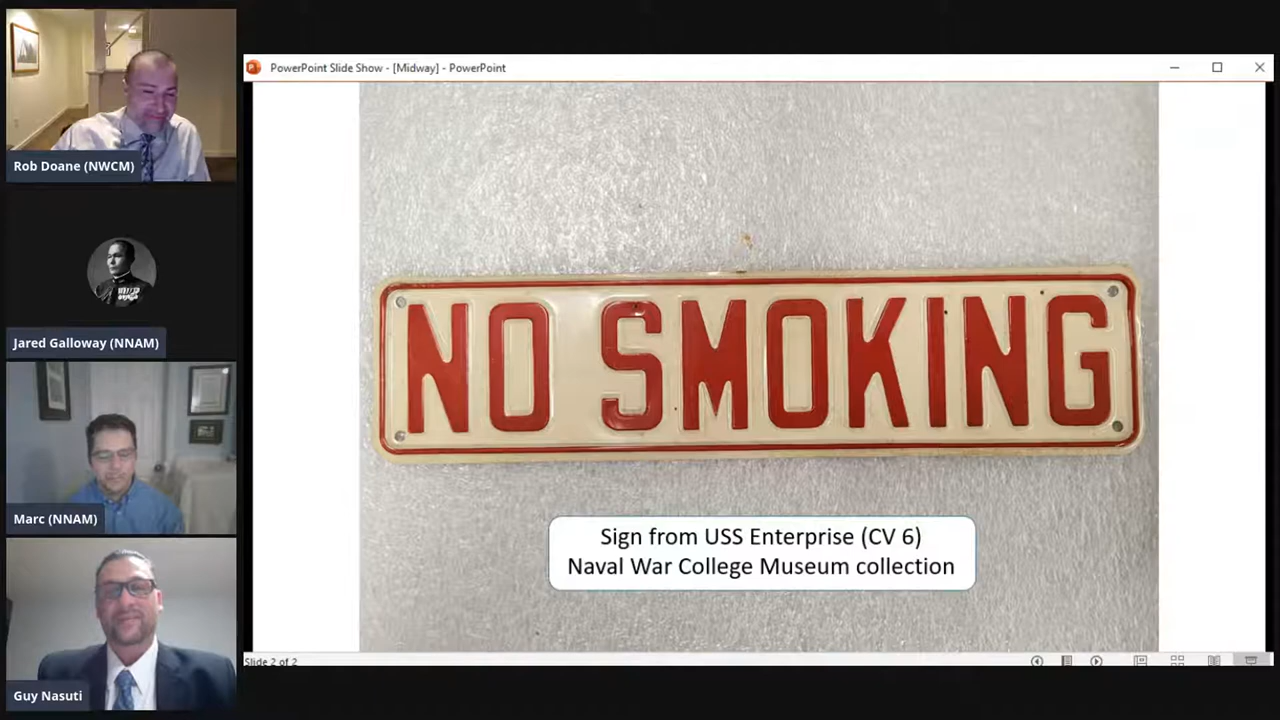 Rob Doane (NWCM)
Jared Galloway (NNAM)
Marc (NNAM)
Guy Nasuti
PowerPoint Slide Show - [Midway] - PowerPoint
NO SMOKING
Sign from USS Enterprise (CV 6)
Naval War College Museum collection
Slide 2 of 2